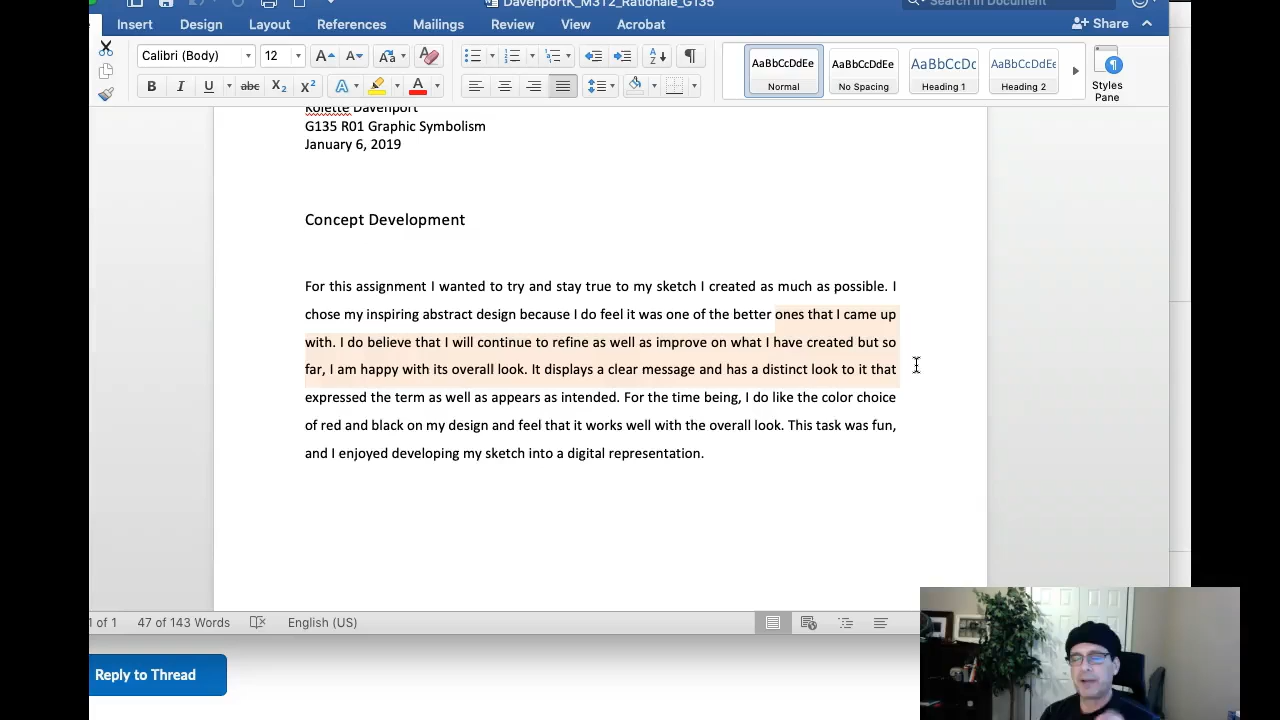 DavenportK_M312_Rationale_G135
Search in Document
Insert Design Layout References Mailings Review View Acrobat Share
Calibri (Body) 12
AaBbCcDdEe AaBbCcDdEe AaBbCcDc AaBbCcDdEe
Normal No Spacing Heading 1 Heading 2 Styles Pane
B I U abc X₂ X²
Kolette Davenport
G135 R01 Graphic Symbolism
January 6, 2019
Concept Development
For this assignment I wanted to try and stay true to my sketch I created as much as possible. I
chose my inspiring abstract design because I do feel it was one of the better ones that I came up
with. I do believe that I will continue to refine as well as improve on what I have created but so
far, I am happy with its overall look. It displays a clear message and has a distinct look to it that
expressed the term as well as appears as intended. For the time being, I do like the color choice
of red and black on my design and feel that it works well with the overall look. This task was fun,
and I enjoyed developing my sketch into a digital representation.
1 of 1 47 of 143 Words English (US)
Reply to Thread